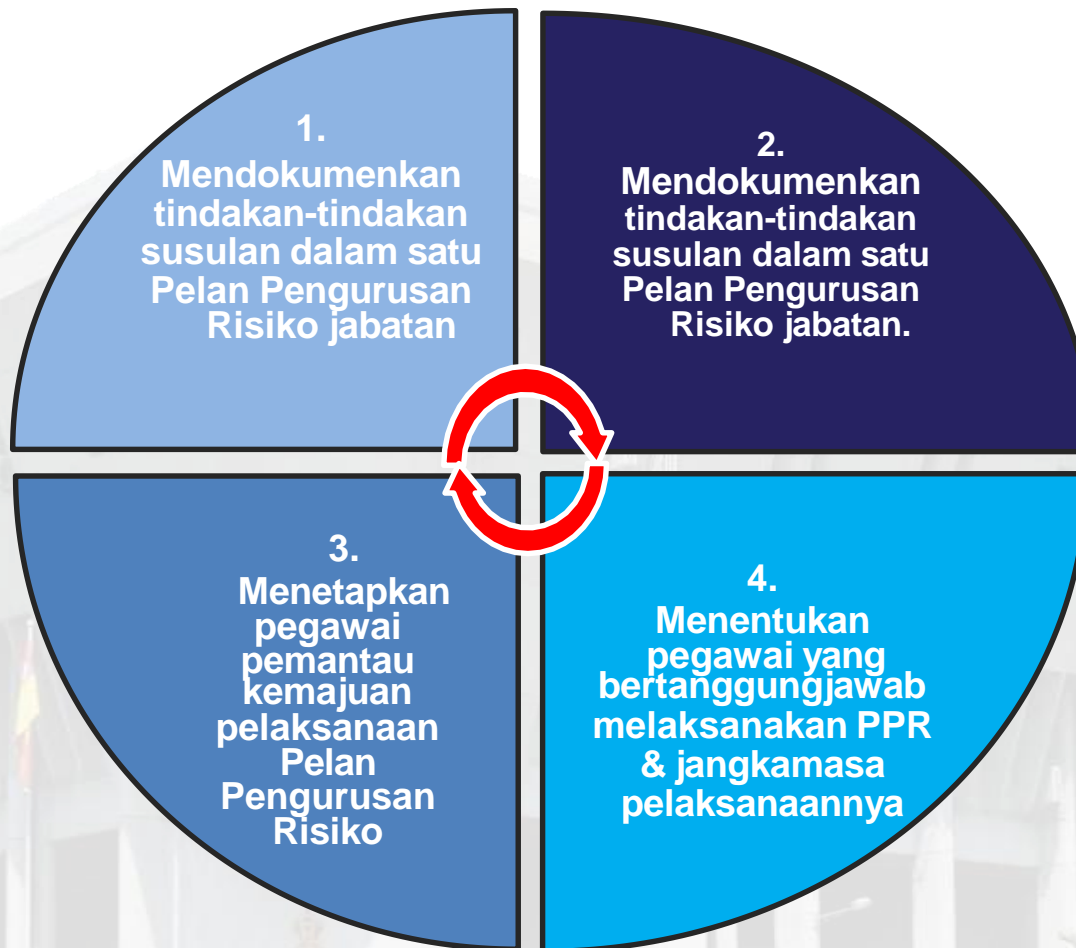 1.
Mendokumenkan
tindakan-tindakan
susulan dalam satu
Pelan Pengurusan
Risiko jabatan
2.
Mendokumenkan
tindakan-tindakan
susulan dalam satu
Pelan Pengurusan
Risiko jabatan.
3.
Menetapkan
pegawai
pemantau
kemajuan
pelaksanaan
Pelan
Pengurusan
Risiko
4.
Menentukan
pegawai yang
bertanggungjawab
melaksanakan PPR
& jangkamasa
pelaksanaannya